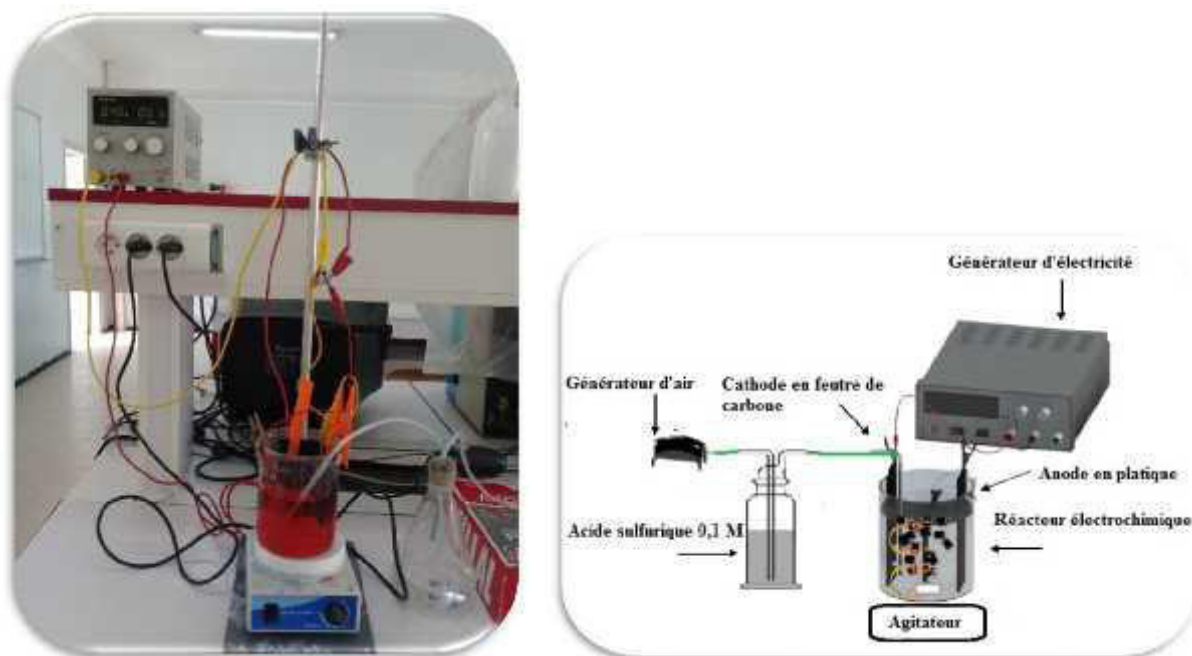 Générateur d'électricité
Générateur d'air
Cathode en feutre de
carbone
Anode en platique
Acide sulfurique 0,1 M
Réacteur électrochimique
Agitateur